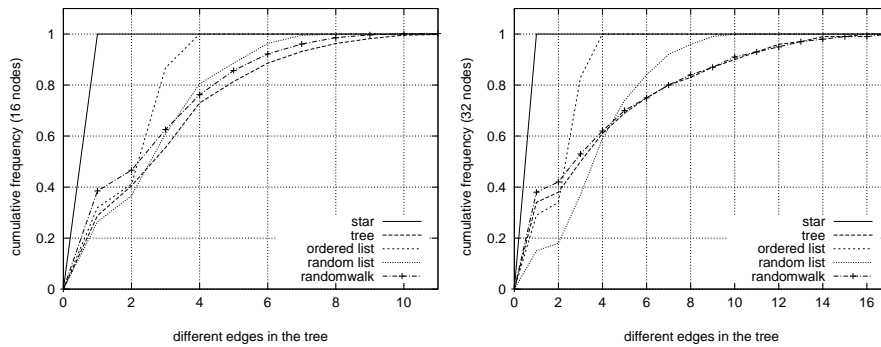 cumulative frequency (16 nodes)
1
0.8
0.6
0.4
0.2
0
0 2 4 6 8 10
different edges in the tree
star
tree
ordered list
random list
randomwalk
cumulative frequency (32 nodes)
1
0.8
0.6
0.4
0.2
0
0 2 4 6 8 10 12 14 16
different edges in the tree
star
tree
ordered list
random list
randomwalk